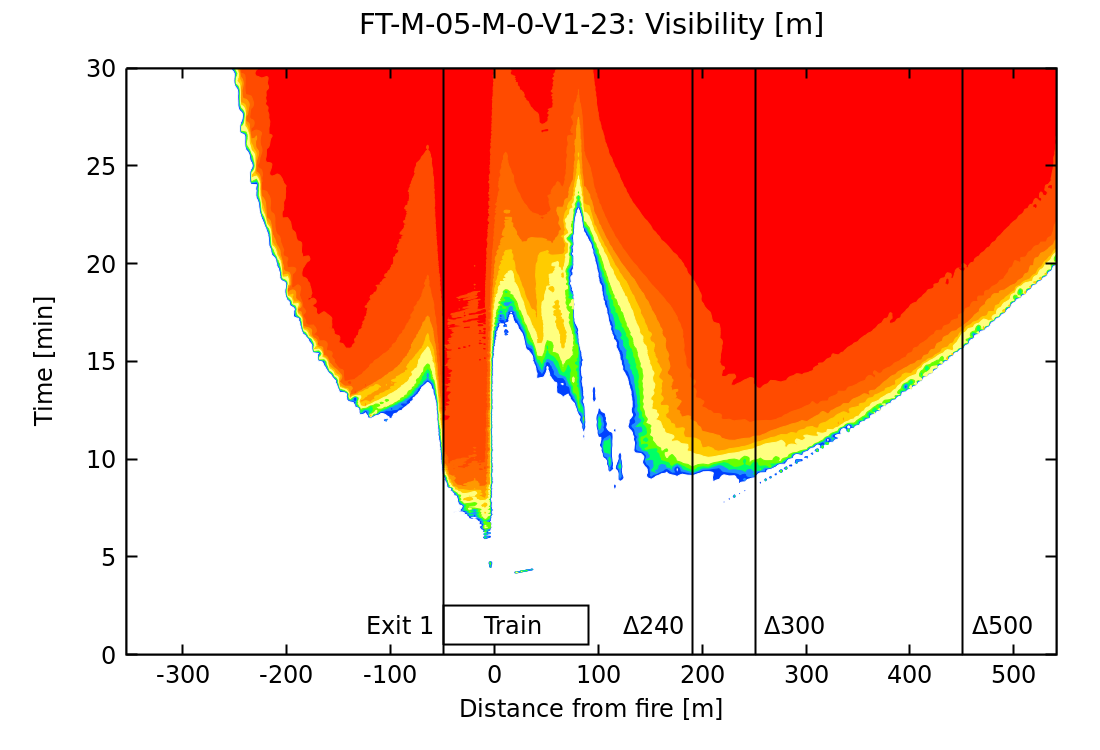 FT-M-05-M-0-V1-23: Visibility [m]
30
25
20
15
10
5
0
Time [min]
Exit 1
Train
Δ240
Δ300
Δ500
-300
-200
-100
0
100
200
300
400
500
Distance from fire [m]